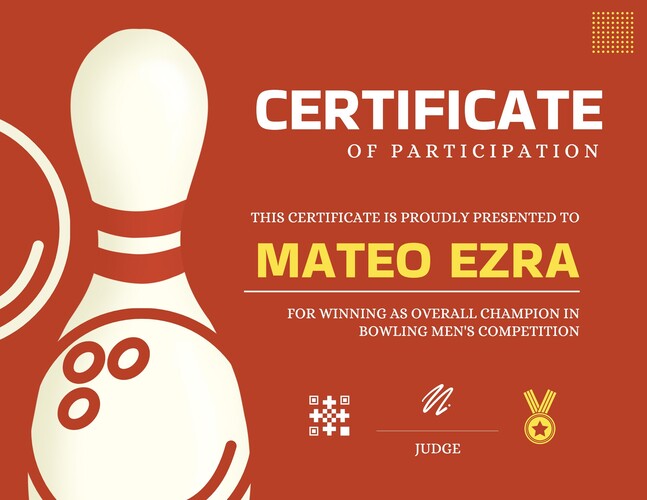 CERTIFICATE
OF PARTICIPATION
THIS CERTIFICATE IS PROUDLY PRESENTED TO
MATEO EZRA
FOR WINNING AS OVERALL CHAMPION IN
BOWLING MEN'S COMPETITION
JUDGE